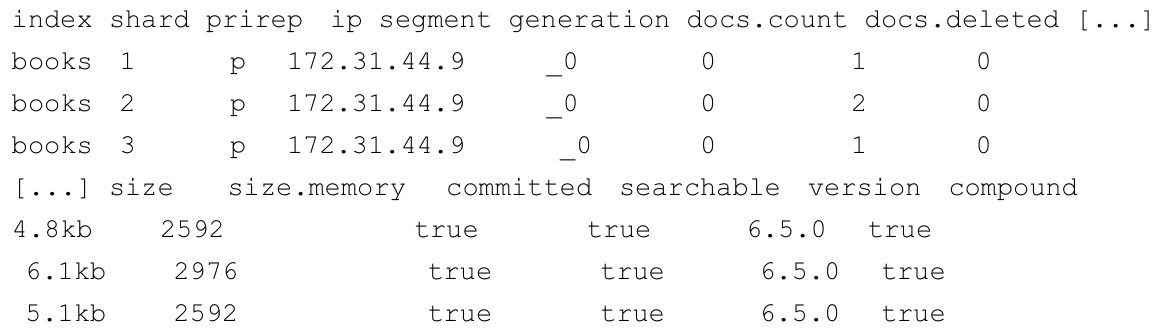 index shard prirep ip segment generation docs.count docs.deleted [...]
books 1 p 172.31.44.9 _0 0 1 0
books 2 p 172.31.44.9 _0 0 2 0
books 3 p 172.31.44.9 _0 0 1 0
[...] size size.memory committed searchable version compound
4.8kb 2592 true true 6.5.0 true
6.1kb 2976 true true 6.5.0 true
5.1kb 2592 true true 6.5.0 true